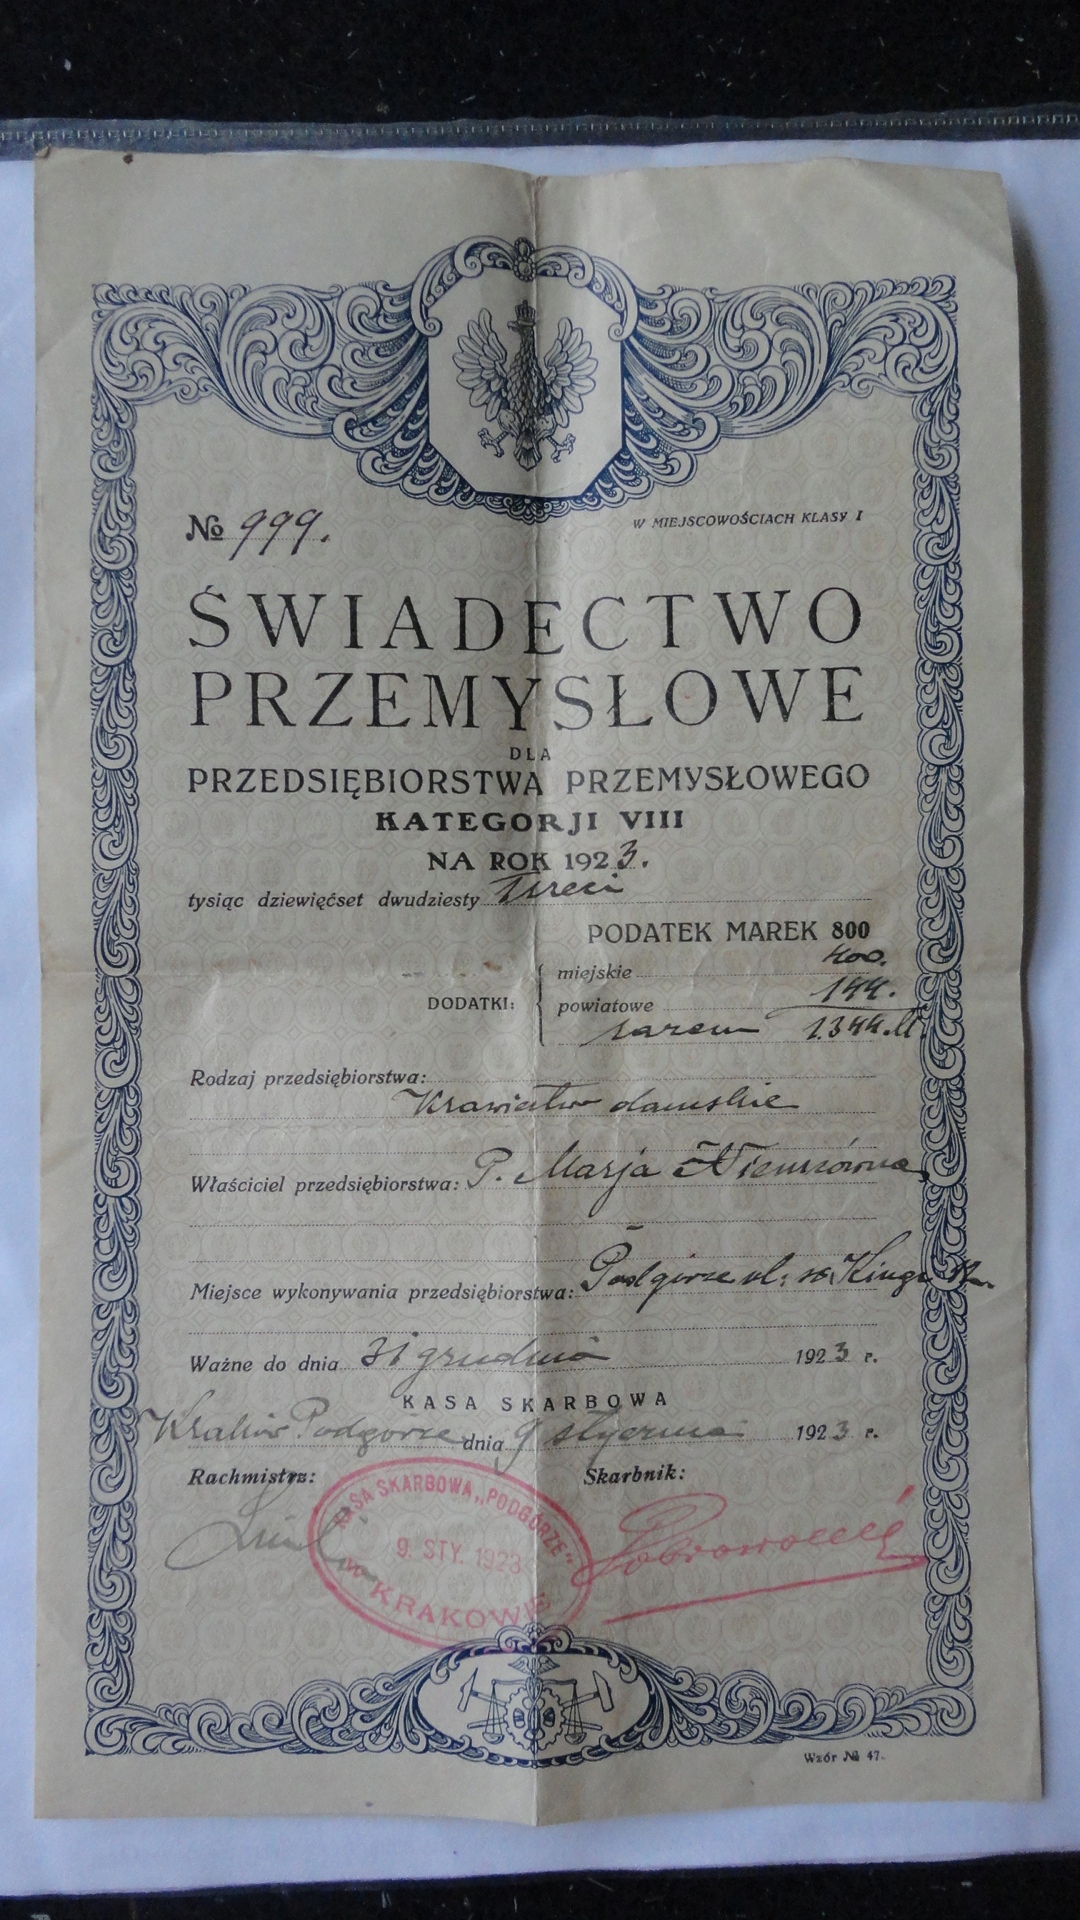 № 999.
W MIEJSCOWOŚCIACH KLASY I
ŚWIADECTWO
PRZEMYSŁOWE
DLA
PRZEDSIĘBIORSTWA PRZEMYSŁOWEGO
KATEGORJI VIII
NA ROK 1923.
tysiąc dziewięćset dwudziesty trzeci
PODATEK MAREK 800
miejskie 400.
DODATKI: powiatowe 144.
razem 1.344.M
Rodzaj przedsiębiorstwa:
Krawiectwo damskie
Właściciel przedsiębiorstwa: P. Marja
Miejsce wykonywania przedsiębiorstwa: Podgórze ul. św. Kingi
Ważne do dnia 31 grudnia 1923 r.
KASA SKARBOWA
Kraków Podgórze dnia 9 stycznia 1923 r.
Rachmistrz: Skarbnik:
KASA SKARBOWA „PODGÓRZE"
9. STY. 1923
w KRAKOWIE
Wzór № 47.